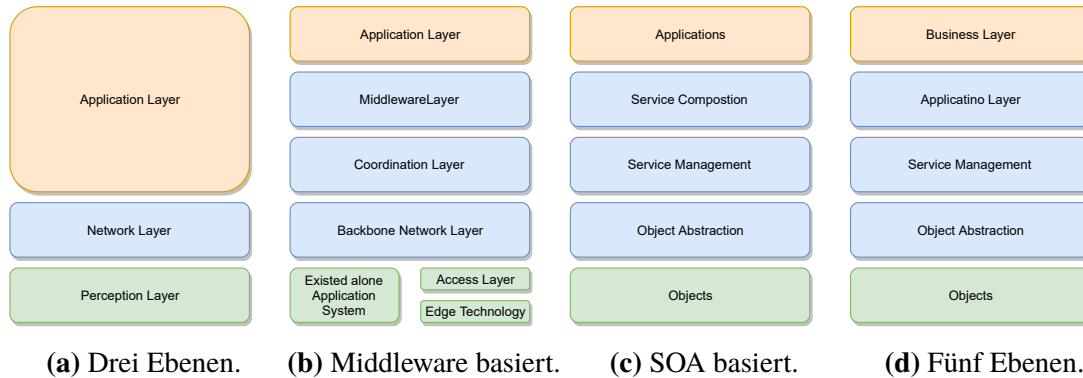 Application Layer
Network Layer
Perception Layer
(a) Drei Ebenen.
Application Layer
MiddlewareLayer
Coordination Layer
Backbone Network Layer
Existed alone
Application
System
Access Layer
Edge Technology
(b) Middleware basiert.
Applications
Service Compostion
Service Management
Object Abstraction
Objects
(c) SOA basiert.
Business Layer
Applicatino Layer
Service Management
Object Abstraction
Objects
(d) Fünf Ebenen.